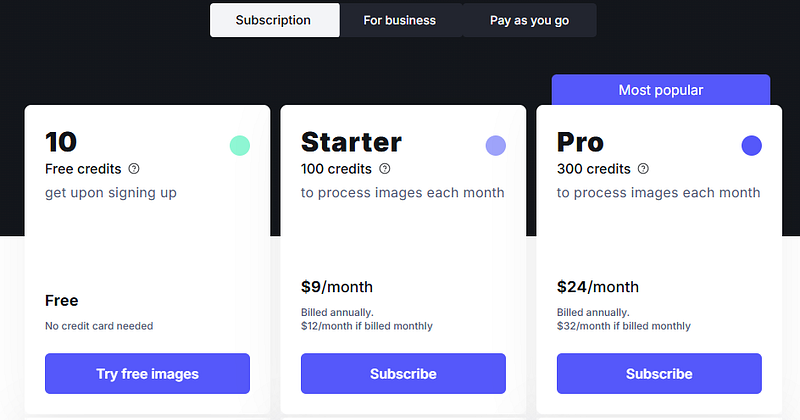 Subscription
For business
Pay as you go
Most popular
10
Free credits ?
get upon signing up
Free
No credit card needed
Try free images
Starter
100 credits ?
to process images each month
$9/month
Billed annually.
$12/month if billed monthly
Subscribe
Pro
300 credits ?
to process images each month
$24/month
Billed annually.
$32/month if billed monthly
Subscribe